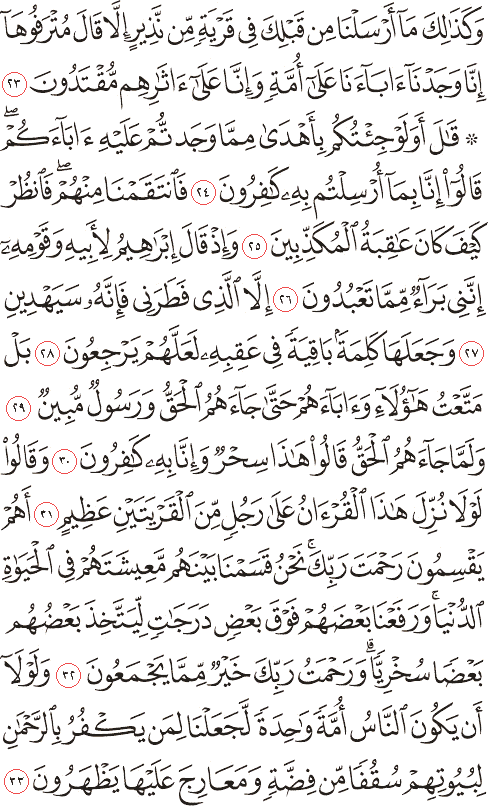 وَكَذَٰلِكَ مَآ أَرْسَلْنَا مِن قَبْلِكَ فِي قَرْيَةٖ مِّن نَّذِيرٍ إِلَّا قَالَ مُتْرَفُوهَآ
إِنَّا وَجَدْنَآ ءَابَآءَنَا عَلَىٰٓ أُمَّةٖ وَإِنَّا عَلَىٰٓ ءَاثَٰرِهِم مُّقْتَدُونَ ٢٣
* قَٰلَ أَوَلَوْ جِئْتُكُم بِأَهْدَىٰ مِمَّا وَجَدتُّمْ عَلَيْهِ ءَابَآءَكُمْۖ
قَالُوٓا۟ إِنَّا بِمَآ أُرْسِلْتُم بِهِۦ كَٰفِرُونَ ٢٤ فَٱنتَقَمْنَا مِنْهُمْۖ فَٱنظُرْ
كَيْفَ كَانَ عَٰقِبَةُ ٱلْمُكَذِّبِينَ ٢٥ وَإِذْ قَالَ إِبْرَٰهِيمُ لِأَبِيهِ وَقَوْمِهِۦٓ
إِنَّنِي بَرَآءٞ مِّمَّا تَعْبُدُونَ ٢٦ إِلَّا ٱلَّذِي فَطَرَنِي فَإِنَّهُۥ سَيَهْدِينِ
٢٧ وَجَعَلَهَا كَلِمَةَۢ بَاقِيَةٗ فِي عَقِبِهِۦ لَعَلَّهُمْ يَرْجِعُونَ ٢٨ بَلْ
مَتَّعْتُ هَٰٓؤُلَآءِ وَءَابَآءَهُمْ حَتَّىٰ جَآءَهُمُ ٱلْحَقُّ وَرَسُولٞ مُّبِينٞ ٢٩
وَلَمَّا جَآءَهُمُ ٱلْحَقُّ قَالُوا۟ هَٰذَا سِحْرٞ وَإِنَّا بِهِۦ كَٰفِرُونَ ٣٠ وَقَالُوا۟
لَوْلَا نُزِّلَ هَٰذَا ٱلْقُرْءَانُ عَلَىٰ رَجُلٖ مِّنَ ٱلْقَرْيَتَيْنِ عَظِيمٍ ٣١ أَهُمْ
يَقْسِمُونَ رَحْمَتَ رَبِّكَۚ نَحْنُ قَسَمْنَا بَيْنَهُم مَّعِيشَتَهُمْ فِي ٱلْحَيَوٰةِ
ٱلدُّنْيَاۚ وَرَفَعْنَا بَعْضَهُمْ فَوْقَ بَعْضٖ دَرَجَٰتٖ لِّيَتَّخِذَ بَعْضُهُم
بَعْضٗا سُخْرِيّٗاۗ وَرَحْمَتُ رَبِّكَ خَيْرٞ مِّمَّا يَجْمَعُونَ ٣٢ وَلَوْلَآ
أَن يَكُونَ ٱلنَّاسُ أُمَّةٗ وَٰحِدَةٗ لَّجَعَلْنَا لِمَن يَكْفُرُ بِٱلرَّحْمَٰنِ
لِبُيُوتِهِمْ سُقُفٗا مِّن فِضَّةٖ وَمَعَارِجَ عَلَيْهَا يَظْهَرُونَ ٣٣